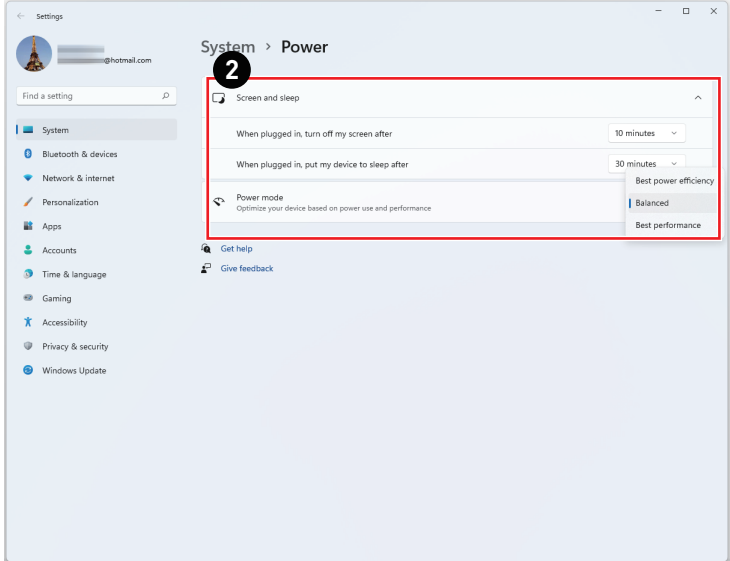 Settings
@hotmail.com
Find a setting
System
Bluetooth & devices
Network & internet
Personalization
Apps
Accounts
Time & language
Gaming
Accessibility
Privacy & security
Windows Update
System > Power
2
Screen and sleep
When plugged in, turn off my screen after
10 minutes
When plugged in, put my device to sleep after
30 minutes
Power mode
Optimize your device based on power use and performance
Best power efficiency
Balanced
Best performance
Get help
Give feedback